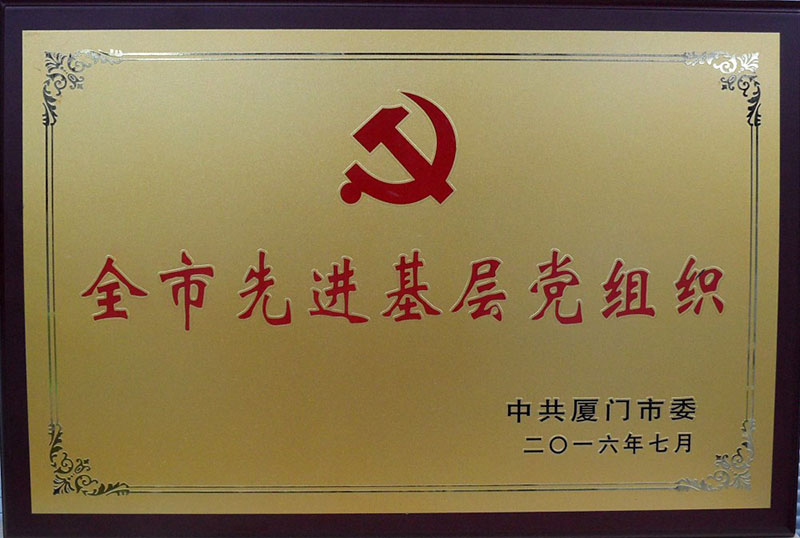 全市先进基层党组织
中共厦门市委
二〇一六年七月